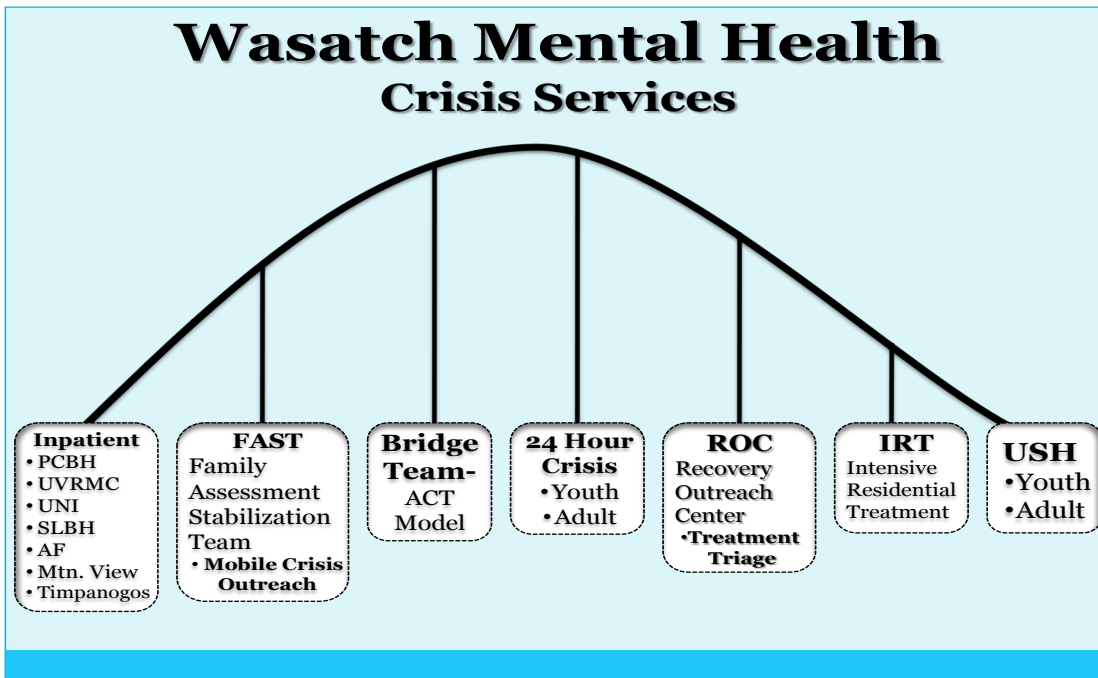 Wasatch Mental Health
Crisis Services
Inpatient
• PCBH
• UVRMC
• UNI
• SLBH
• AF
• Mtn. View
• Timpanogos
FAST
Family
Assessment
Stabilization
Team
• Mobile Crisis
Outreach
Bridge
Team-
ACT
Model
24 Hour
Crisis
•Youth
•Adult
ROC
Recovery
Outreach
Center
•Treatment
Triage
IRT
Intensive
Residential
Treatment
USH
•Youth
•Adult